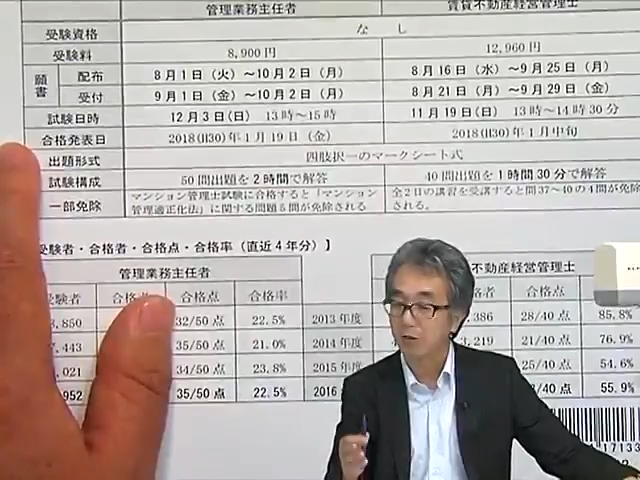 管理業務主任者 賃貸不動産経営管理士
受験資格 なし
受験料 8,900円 12,960円
願書 配布 8月1日（火）～10月2日（月） 8月16日（水）～9月25日（月）
受付 9月1日（金）～10月2日（月） 8月21日（月）～9月29日（金）
試験日時 12月3日(日) 13時～15時 11月19日(日) 13時～14時30分
合格発表日 2018(H30)年1月19日（金） 2018(H30)年1月中旬
出題形式 四肢択一のマークシート式
試験構成 50問出題を2時間で解答 40問出題を1時間30分で解答
一部免除 マンション管理士試験に合格すると「マンション 全2日の講習を受講すると問37～40の4問が免除
管理適正化法」に関する問題5問が免除される される。
受験者・合格者・合格点・合格率（直近4年分）】
管理業務主任者 不動産経営管理士
験者 合格 合格点 合格率 格者 合格点
,850 32/50点 22.5% 2013年度 386 28/40点 85.8%
,443 35/50点 21.0% 2014年度 3,219 21/40点 76.9%
,021 34/50点 23.8% 2015年度 25/40点 54.6%
952 35/50点 22.5% 2016 /40点 55.9%
17133